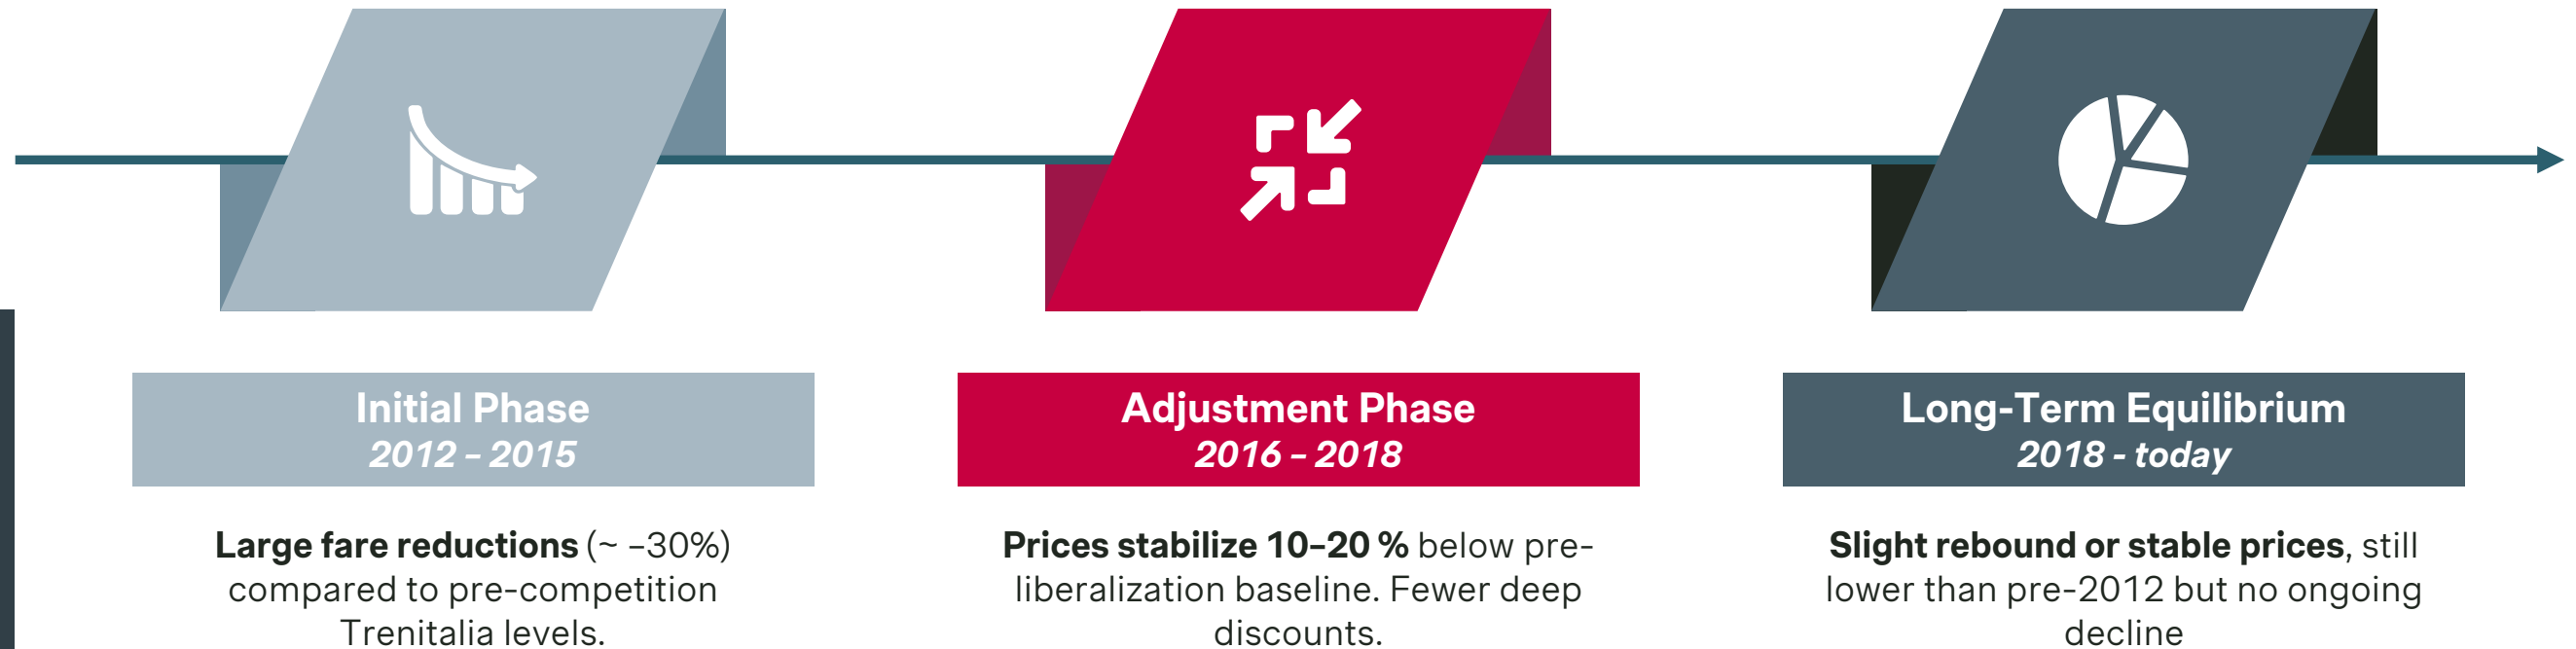 Initial Phase
2012 – 2015
Large fare reductions (~ –30%)
compared to pre-competition
Trenitalia levels.
Adjustment Phase
2016 – 2018
Prices stabilize 10–20 % below pre-
liberalization baseline. Fewer deep
discounts.
Long-Term Equilibrium
2018 - today
Slight rebound or stable prices, still
lower than pre-2012 but no ongoing
decline